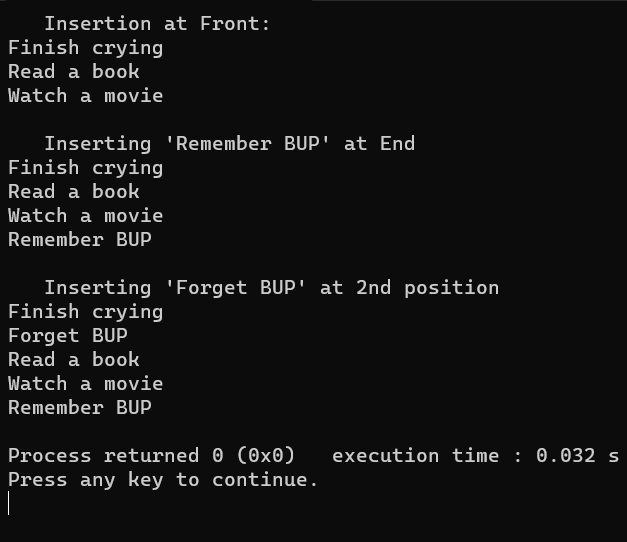 Insertion at Front:
Finish crying
Read a book
Watch a movie
Inserting 'Remember BUP' at End
Finish crying
Read a book
Watch a movie
Remember BUP
Inserting 'Forget BUP' at 2nd position
Finish crying
Forget BUP
Read a book
Watch a movie
Remember BUP
Process returned 0 (0x0)   execution time : 0.032 s
Press any key to continue.